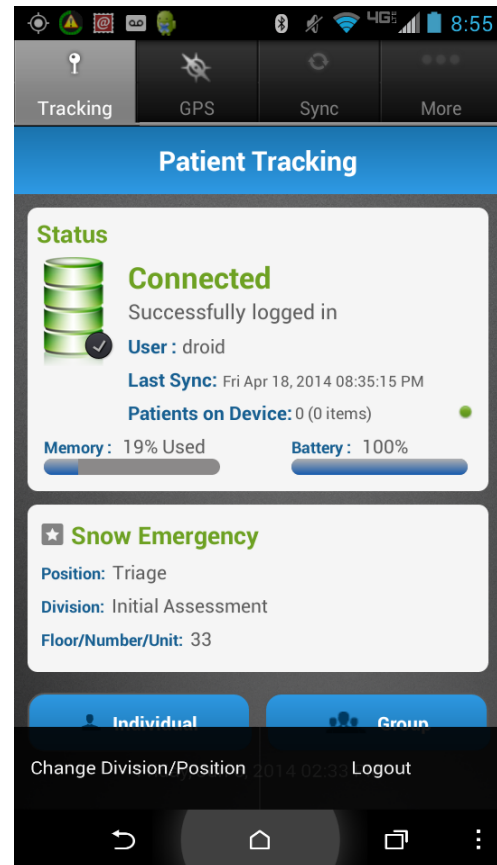 4G 8:55
Tracking GPS Sync More
Patient Tracking
Status
Connected
Successfully logged in
User : droid
Last Sync: Fri Apr 18, 2014 08:35:15 PM
Patients on Device: 0 (0 items)
Memory : 19% Used Battery : 100%
Snow Emergency
Position: Triage
Division: Initial Assessment
Floor/Number/Unit: 33
Individual Group
Change Division/Position Logout
2014 02:33